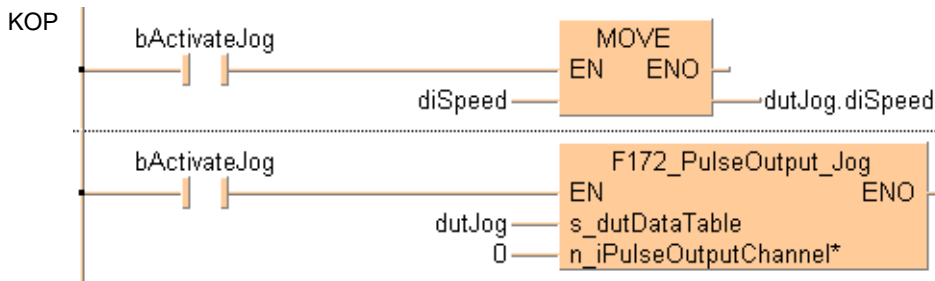 KOP
bActivateJog
MOVE
EN ENO
diSpeed dutJog.diSpeed
bActivateJog
F172_PulseOutput_Jog
EN ENO
dutJog s_dutDataTable
0 n_iPulseOutputChannel*